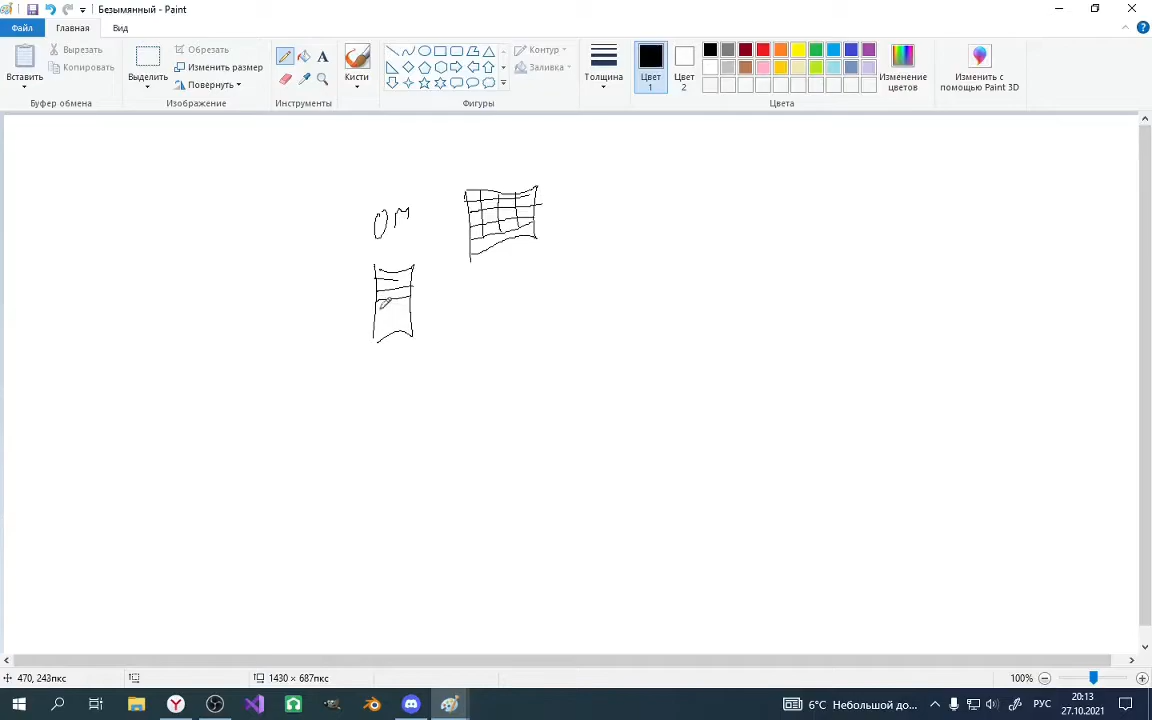 Безымянный - Paint
Файл Главная Вид
Вставить
Вырезать
Копировать
Буфер обмена
Выделить
Обрезать
Изменить размер
Повернуть
Изображение
Инструменты
Кисти
Контур
Заливка
Фигуры
Толщина
Цвет 1
Цвет 2
Изменение цветов
Цвета
Изменить с помощью Paint 3D
ОМ
470, 243пкс
1430 × 687пкс
100%
6°C Небольшой до...
РУС
20:13
27.10.2021